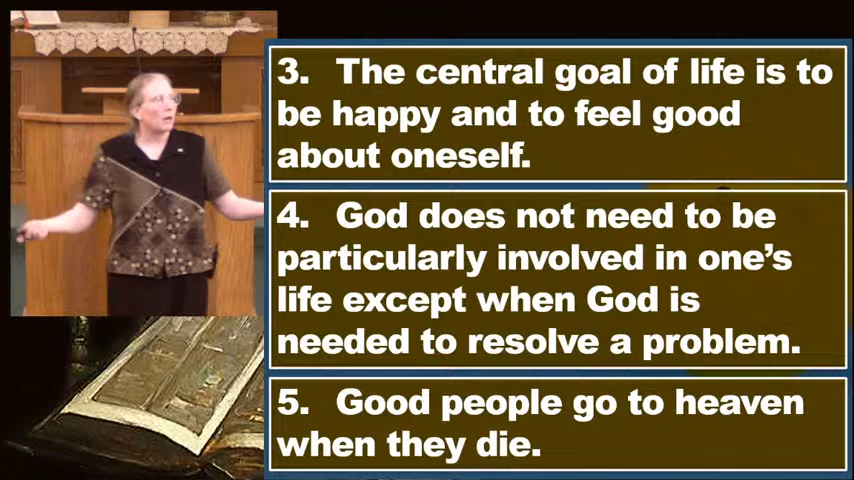 3. The central goal of life is to
be happy and to feel good
about oneself.
4. God does not need to be
particularly involved in one’s
life except when God is
needed to resolve a problem.
5. Good people go to heaven
when they die.